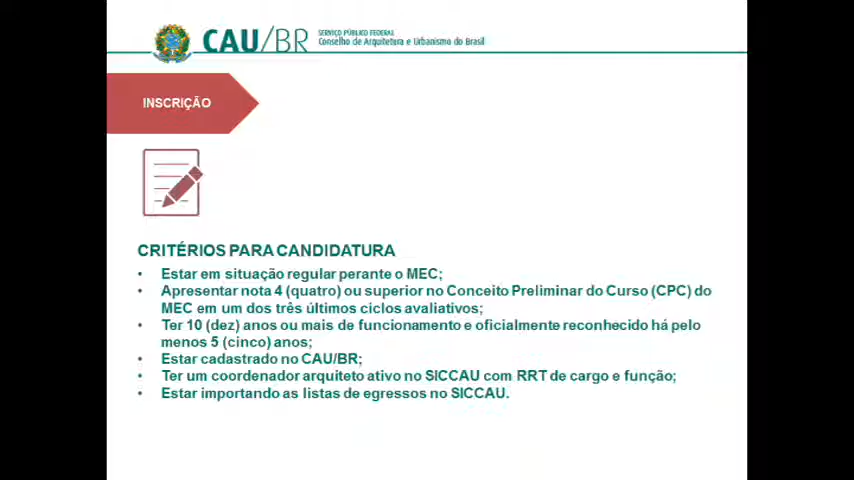 CAU/BR
SERVIÇO PÚBLICO FEDERAL
Conselho de Arquitetura e Urbanismo do Brasil
INSCRIÇÃO
CRITÉRIOS PARA CANDIDATURA
• Estar em situação regular perante o MEC;
• Apresentar nota 4 (quatro) ou superior no Conceito Preliminar do Curso (CPC) do
MEC em um dos três últimos ciclos avaliativos;
• Ter 10 (dez) anos ou mais de funcionamento e oficialmente reconhecido há pelo
menos 5 (cinco) anos;
• Estar cadastrado no CAU/BR;
• Ter um coordenador arquiteto ativo no SICCAU com RRT de cargo e função;
• Estar importando as listas de egressos no SICCAU.